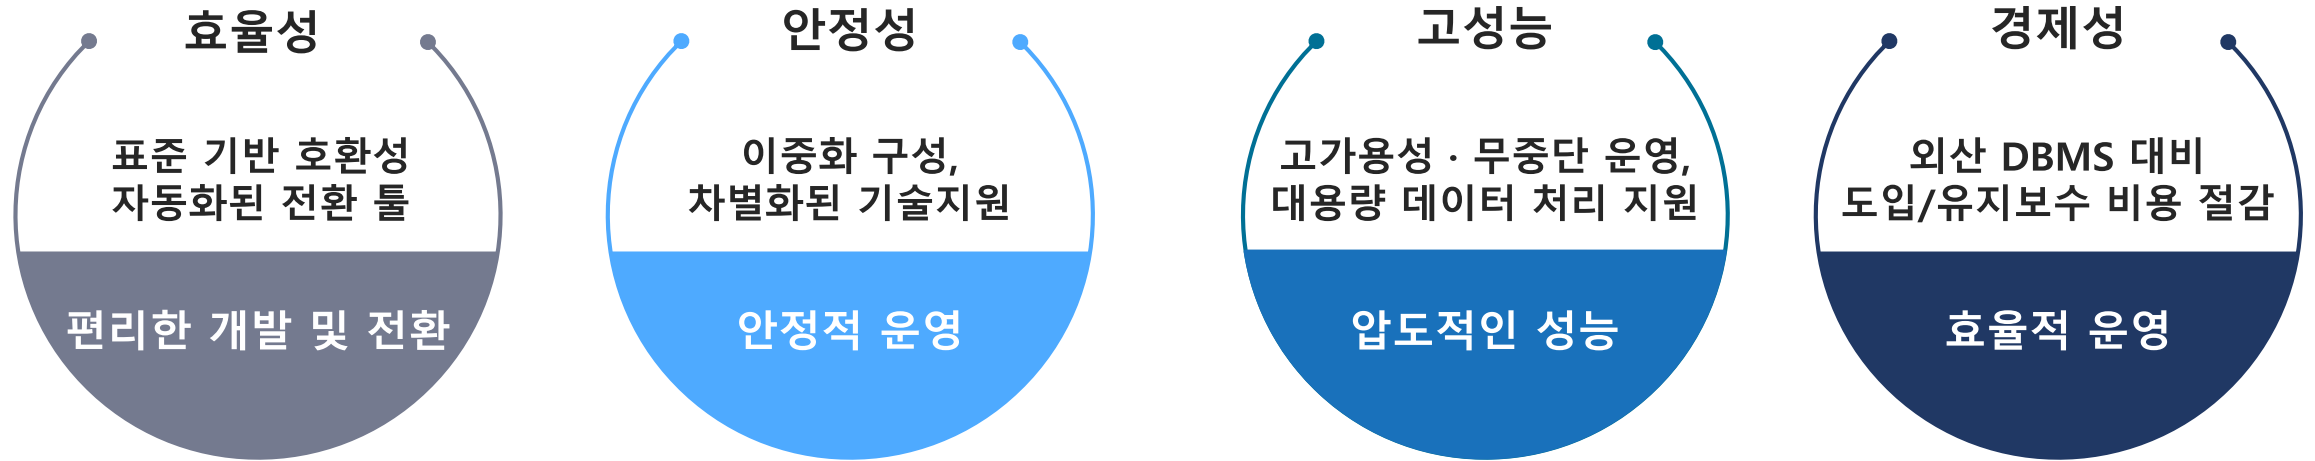 효율성
표준 기반 호환성
자동화된 전환 툴
편리한 개발 및 전환
안정성
이중화 구성,
차별화된 기술지원
안정적 운영
고성능
고가용성 · 무중단 운영,
대용량 데이터 처리 지원
압도적인 성능
경제성
외산 DBMS 대비
도입/유지보수 비용 절감
효율적 운영